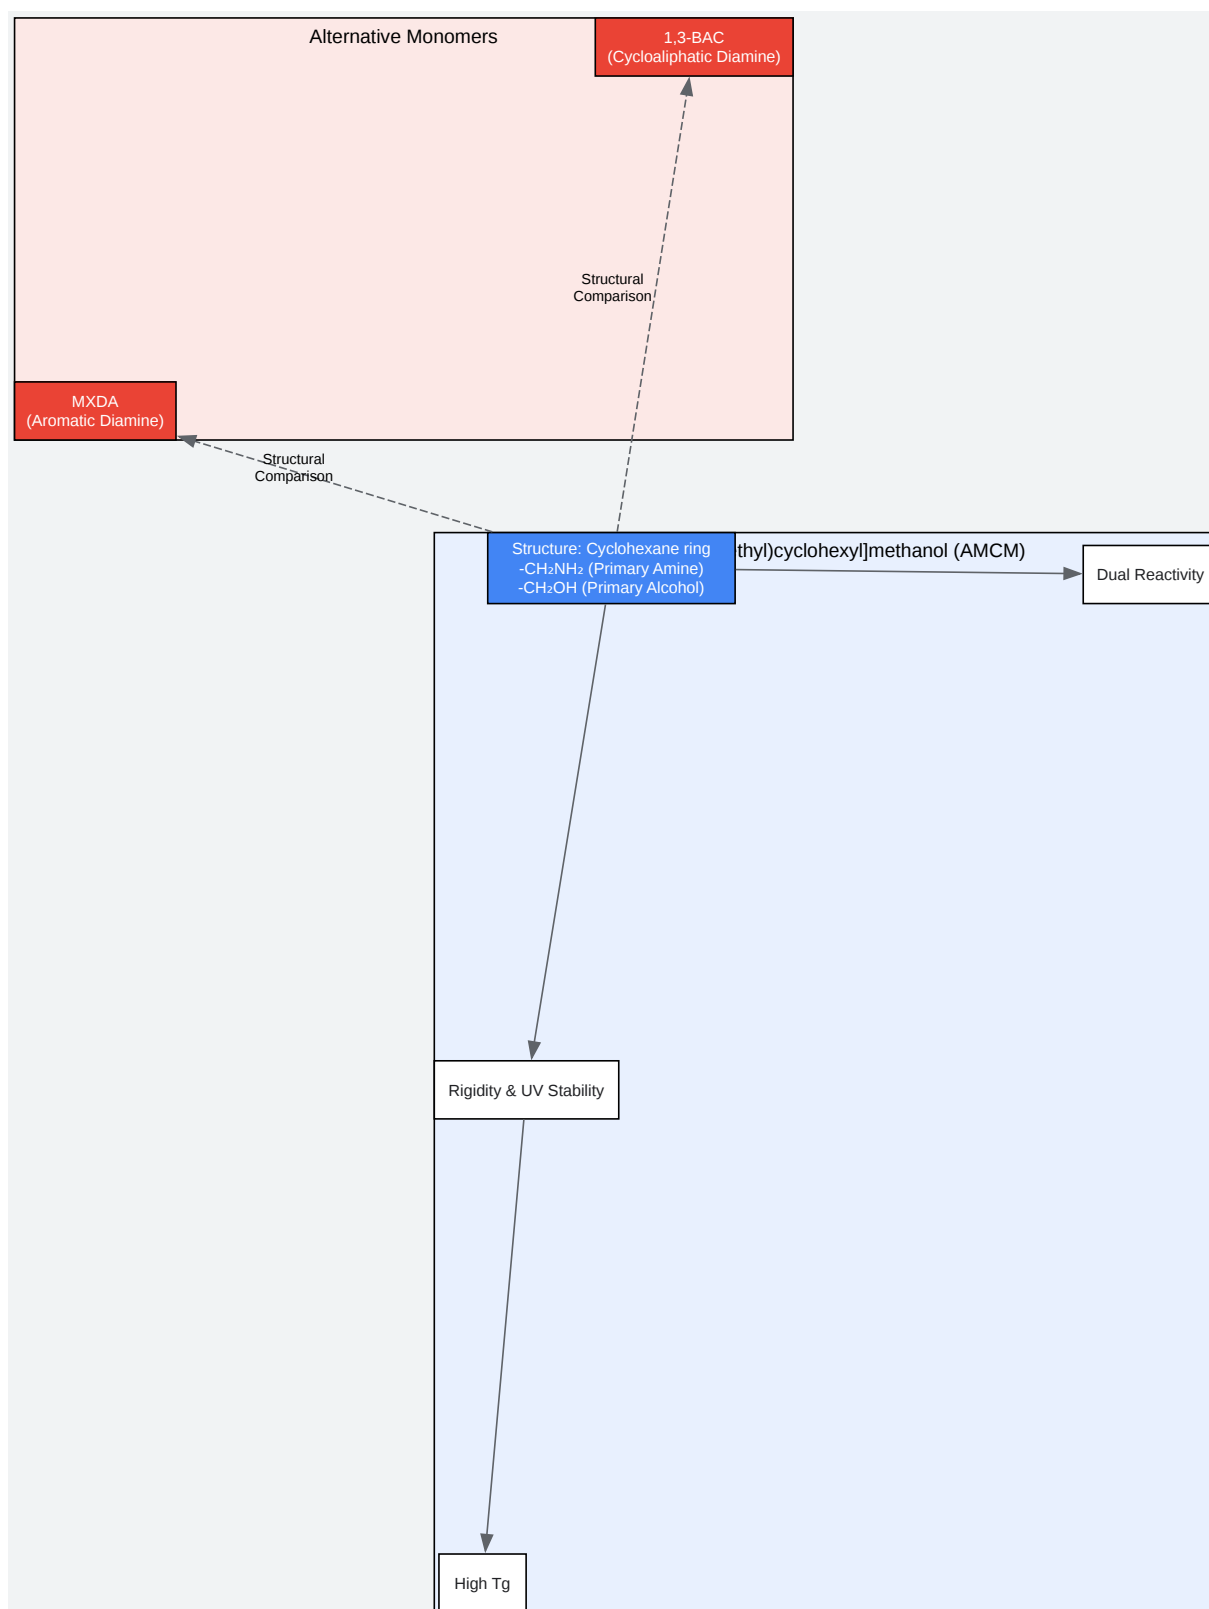 Alternative Monomers
1,3-BAC
(Cycloaliphatic Diamine)
Structural
Comparison
MXDA
(Aromatic Diamine)
Structural
Comparison
Structure: Cyclohexane ring
-CH₂NH₂ (Primary Amine)
-CH₂OH (Primary Alcohol)
thyl)cyclohexyl]methanol (AMCM)
Dual Reactivity
Rigidity & UV Stability
High Tg